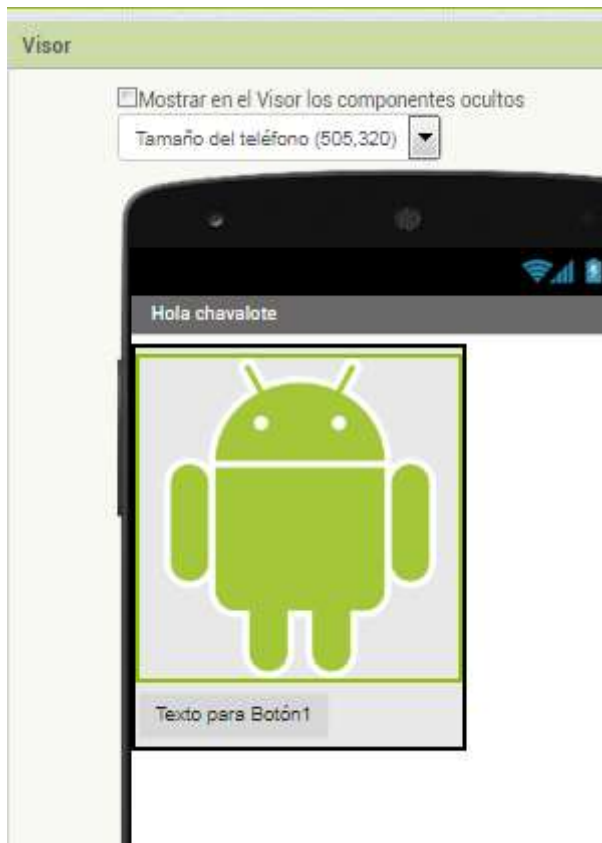 Visor
Mostrar en el Visor los componentes ocultos
Tamaño del teléfono (505,320)
Hola chavalote
Texto para Botón1